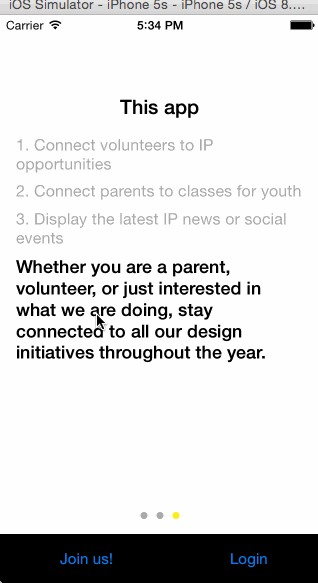 iOS Simulator - iPhone 5s - iPhone 5s / iOS 8....
Carrier 5:34 PM
This app
1. Connect volunteers to IP
opportunities
2. Connect parents to classes for youth
3. Display the latest IP news or social
events
Whether you are a parent,
volunteer, or just interested in
what we are doing, stay
connected to all our design
initiatives throughout the year.
Join us! Login